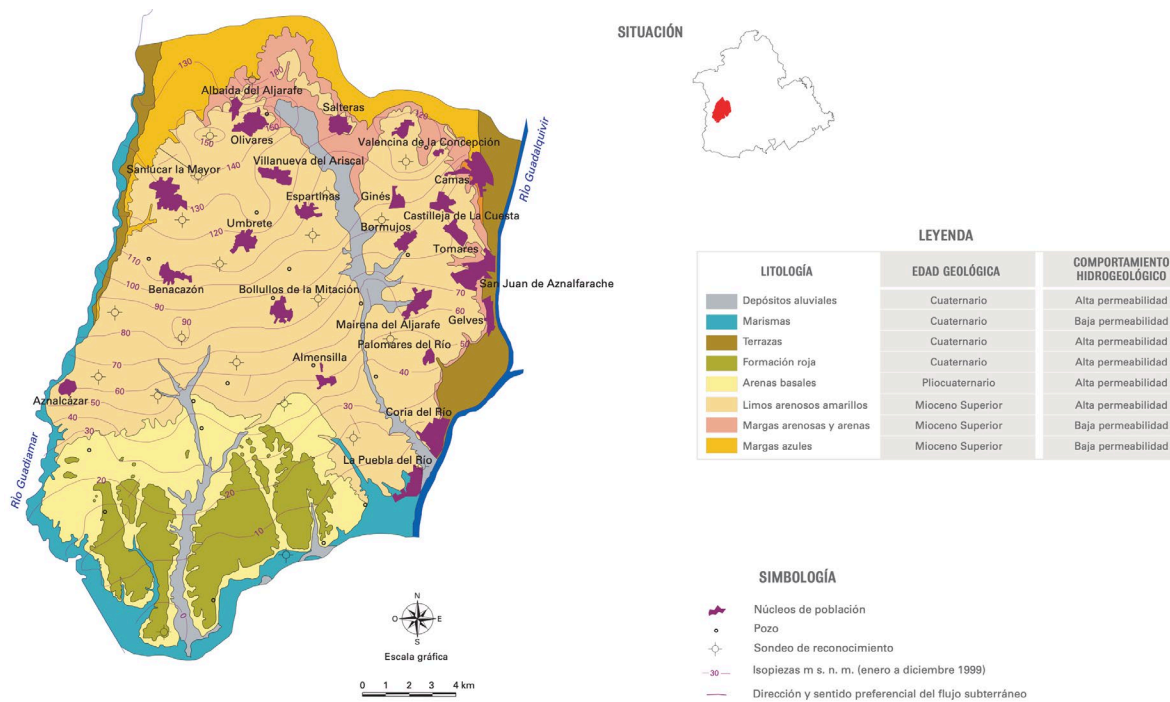 SITUACIÓN
130
100
Albaida del Aljarafe
Salteras
160
120
Olivares
150
Valencina de la Concepción
Villanueva del Ariscal
140
Sanlúcar la Mayor
Camas
Espartinas
Ginés
130
Castilleja de La Cuesta
Umbrete
120
Bormujos
Tomares
110
100
Benacazón
Bollullos de la Mitación
San Juan de Aznalfarache
90
70
90
60
Mairena del Aljarafe
Gelves
80
Palomares del Río
50
70
Almensilla
60
40
50
Aznalcázar
40
30
Coria del Río
30
La Puebla del Río
20
20
10
0
RÍo Guadalquivir
RÍo Guadiamar
N
O
E
S
Escala gráfica
0 1 2 3 4 km
LEYENDA
LITOLOGÍA EDAD GEOLÓGICA COMPORTAMIENTO
HIDROGEOLÓGICO
Depósitos aluviales Cuaternario Alta permeabilidad
Marismas Cuaternario Baja permeabilidad
Terrazas Cuaternario Alta permeabilidad
Formación roja Cuaternario Alta permeabilidad
Arenas basales Pliocuaternario Alta permeabilidad
Limos arenosos amarillos Mioceno Superior Alta permeabilidad
Margas arenosas y arenas Mioceno Superior Baja permeabilidad
Margas azules Mioceno Superior Baja permeabilidad
SIMBOLOGÍA
Núcleos de población
Pozo
Sondeo de reconocimiento
30 Isopiezas m s. n. m. (enero a diciembre 1999)
Dirección y sentido preferencial del flujo subterráneo